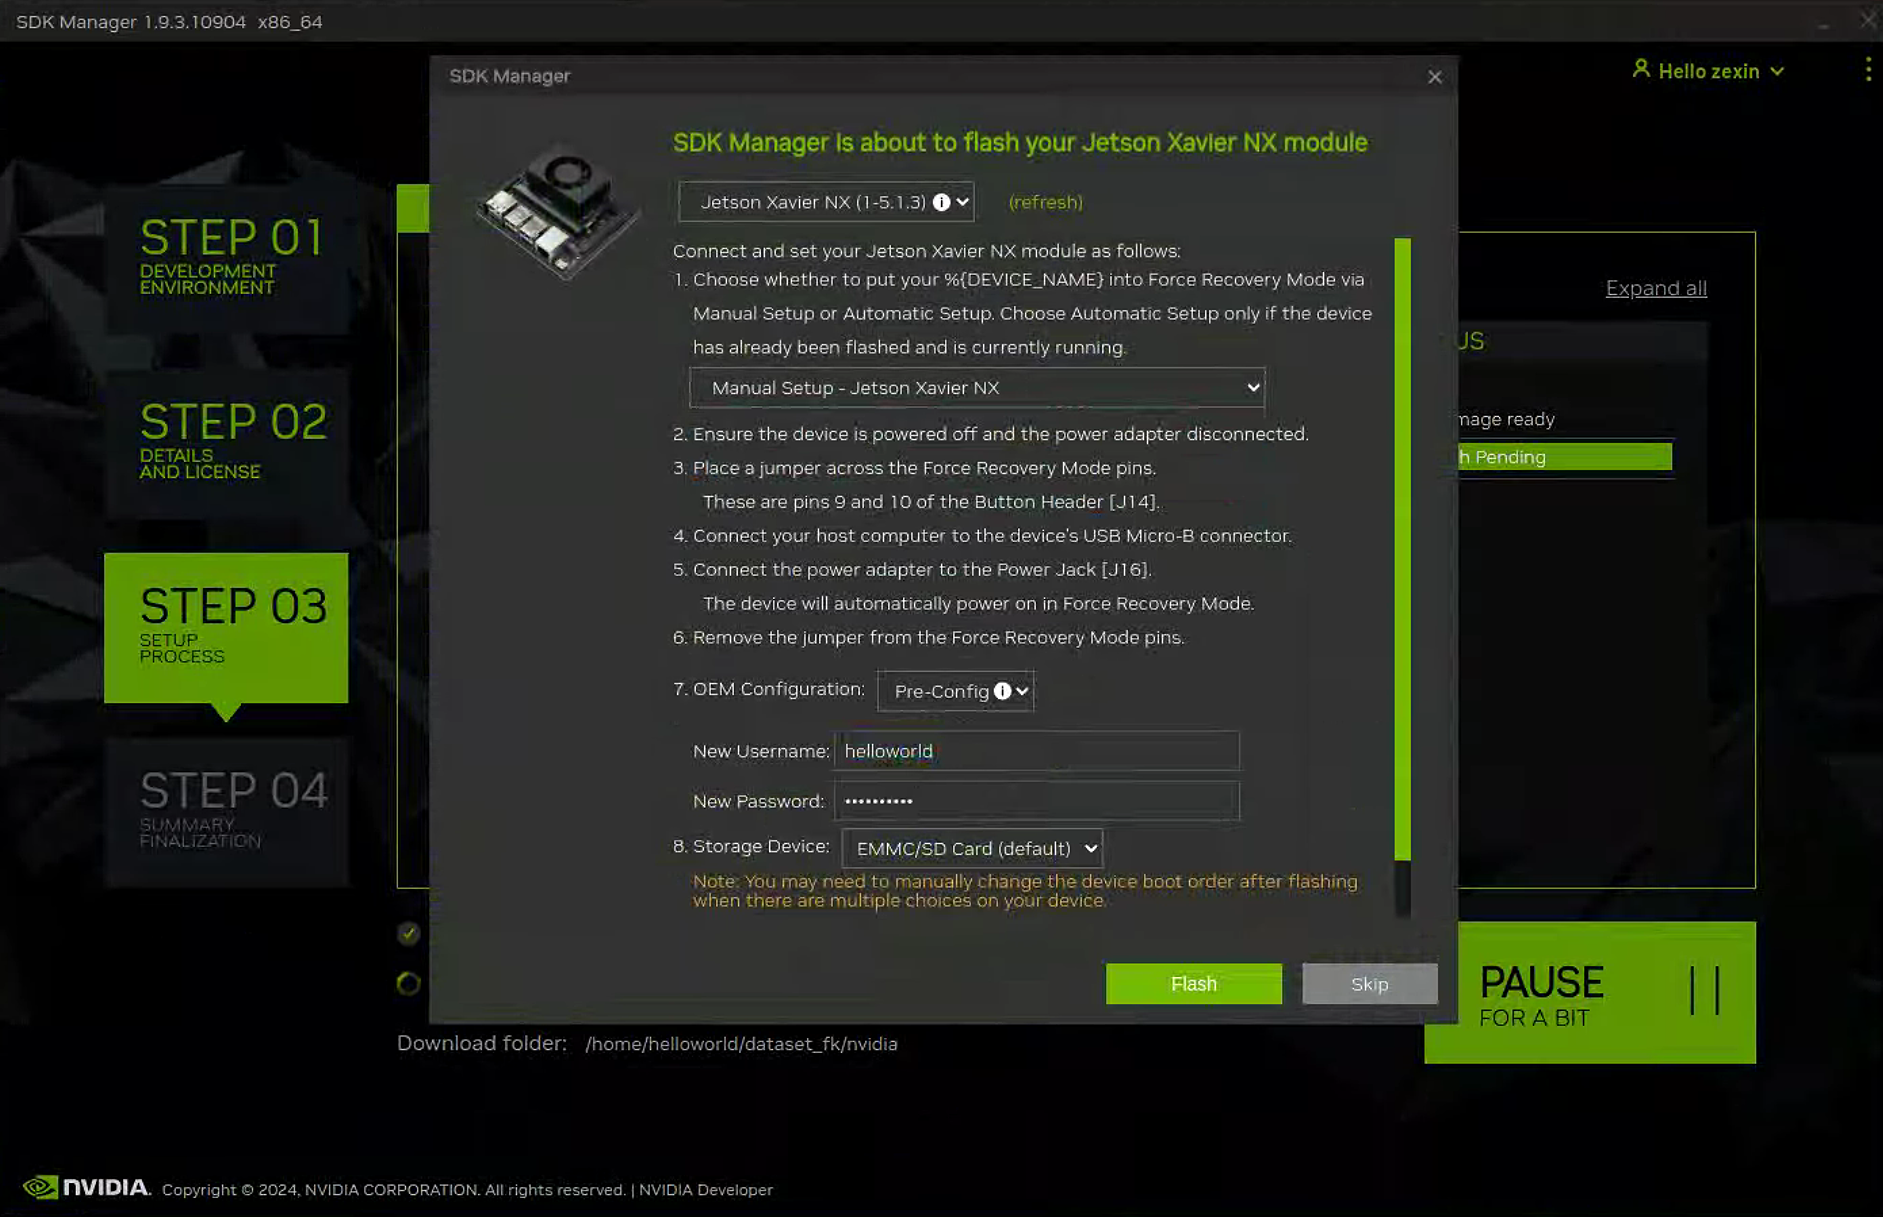 SDK Manager 1.9.3.10904 x86_64
Hello zexin
SDK Manager
SDK Manager is about to flash your Jetson Xavier NX module
Jetson Xavier NX (1-5.1.3)
(refresh)
Connect and set your Jetson Xavier NX module as follows:
1. Choose whether to put your %{DEVICE_NAME} into Force Recovery Mode via
Manual Setup or Automatic Setup. Choose Automatic Setup only if the device
has already been flashed and is currently running.
Manual Setup - Jetson Xavier NX
2. Ensure the device is powered off and the power adapter disconnected.
3. Place a jumper across the Force Recovery Mode pins.
These are pins 9 and 10 of the Button Header [J14].
4. Connect your host computer to the device's USB Micro-B connector.
5. Connect the power adapter to the Power Jack [J16].
The device will automatically power on in Force Recovery Mode.
6. Remove the jumper from the Force Recovery Mode pins.
7. OEM Configuration: Pre-Config
New Username: helloworld
New Password: ••••••••••
8. Storage Device: EMMC/SD Card (default)
Note: You may need to manually change the device boot order after flashing
when there are multiple choices on your device.
Flash
Skip
STEP 01
DEVELOPMENT
ENVIRONMENT
STEP 02
DETAILS
AND LICENSE
STEP 03
SETUP
PROCESS
STEP 04
SUMMARY
FINALIZATION
Expand all
US
mage ready
h Pending
PAUSE
FOR A BIT
Download folder: /home/helloworld/dataset_fk/nvidia
NVIDIA. Copyright © 2024, NVIDIA CORPORATION. All rights reserved. | NVIDIA Developer